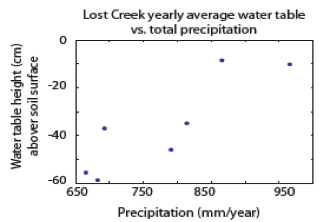 Lost Creek yearly average water table
vs. total precipitation
Water table height (cm)
above soil surface
0
-20
-40
-60
650 750 850 950
Precipitation (mm/year)